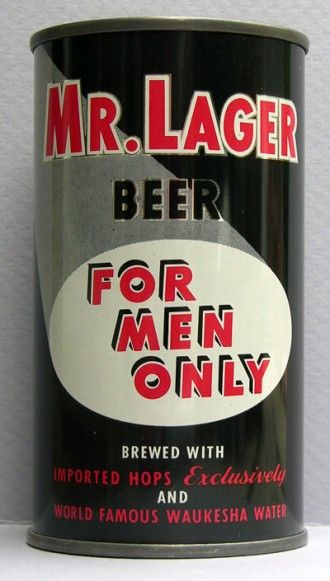 MR. LAGER
BEER
FOR
MEN
ONLY
BREWED WITH
IMPORTED HOPS Exclusively
AND
WORLD FAMOUS WAUKESHA WATER